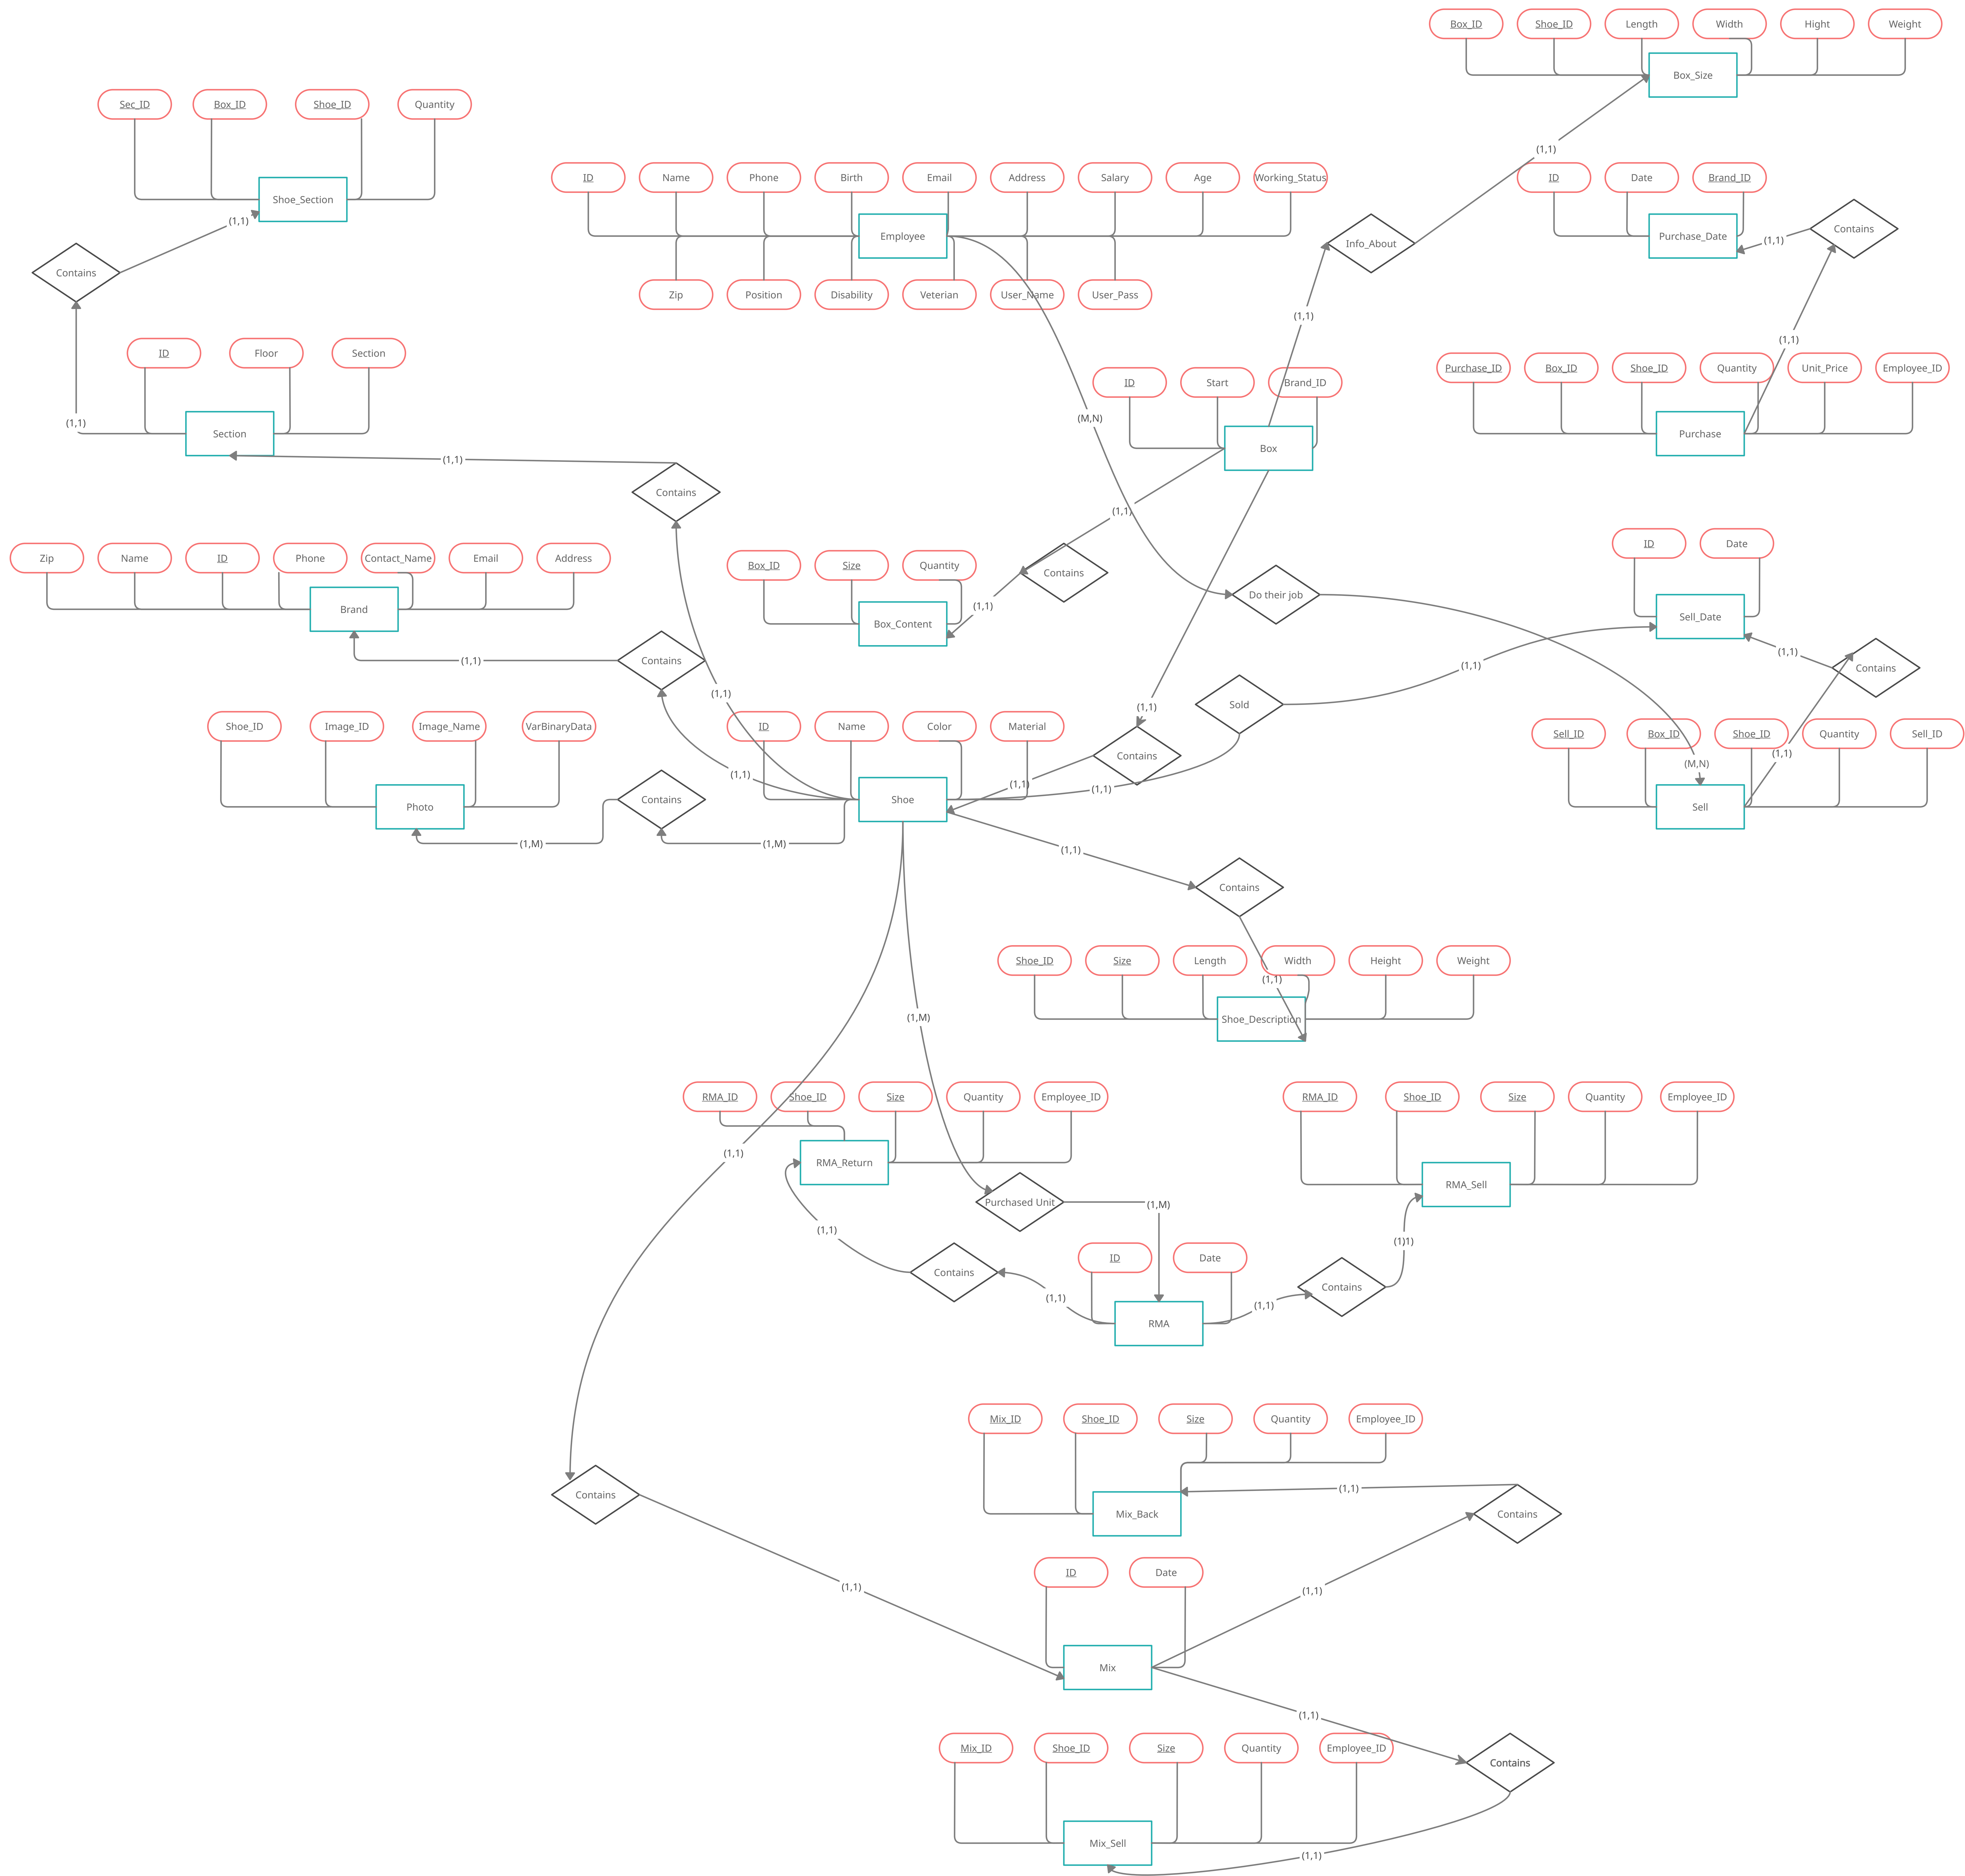 Box_ID
Shoe_ID
Length
Width
Hight
Weight
Box_Size
(1,1)
Sec_ID
Box_ID
Shoe_ID
Quantity
Shoe_Section
(1,1)
Contains
ID
Name
Phone
Birth
Email
Address
Salary
Age
Working_Status
Employee
Zip
Position
Disability
Veterian
User_Name
User_Pass
ID
Date
Brand_ID
Purchase_Date
(1,1)
Contains
Info_About
(1,1)
(1,1)
ID
Floor
Section
(1,1)
Section
(1,1)
Contains
ID
Start
Brand_ID
(M,N)
Box
Purchase_ID
Box_ID
Shoe_ID
Quantity
Unit_Price
Employee_ID
Purchase
(1,1)
Zip
Name
ID
Phone
Contact_Name
Email
Address
Brand
Contains
(1,1)
Box_ID
Size
Quantity
Contains
(1,1)
Box_Content
Do their job
ID
Date
Sell_Date
(1,1)
Contains
(1,1)
Sold
(1,1)
(1,1)
Shoe_ID
Image_ID
Image_Name
VarBinaryData
Photo
Contains
(1,M)
(1,M)
(1,1)
ID
Name
Color
Material
Shoe
Contains
(1,1)
(1,1)
Sell_ID
Box_ID
Shoe_ID
Quantity
Sell_ID
(1,1)
(M,N)
Sell
(1,1)
Contains
Shoe_ID
Size
Length
Width
Height
Weight
(1,1)
Shoe_Description
(1,M)
RMA_ID
Shoe_ID
Size
Quantity
Employee_ID
(1,1)
RMA_Return
Purchased Unit
(1,M)
(1,1)
Contains
(1,1)
RMA_ID
Shoe_ID
Size
Quantity
Employee_ID
RMA_Sell
(1,1)
Contains
(1,1)
ID
Date
RMA
Mix_ID
Shoe_ID
Size
Quantity
Employee_ID
Contains
(1,1)
Mix_Back
Contains
(1,1)
ID
Date
(1,1)
(1,1)
Mix
(1,1)
Mix_ID
Shoe_ID
Size
Quantity
Employee_ID
Contains
Mix_Sell
(1,1)